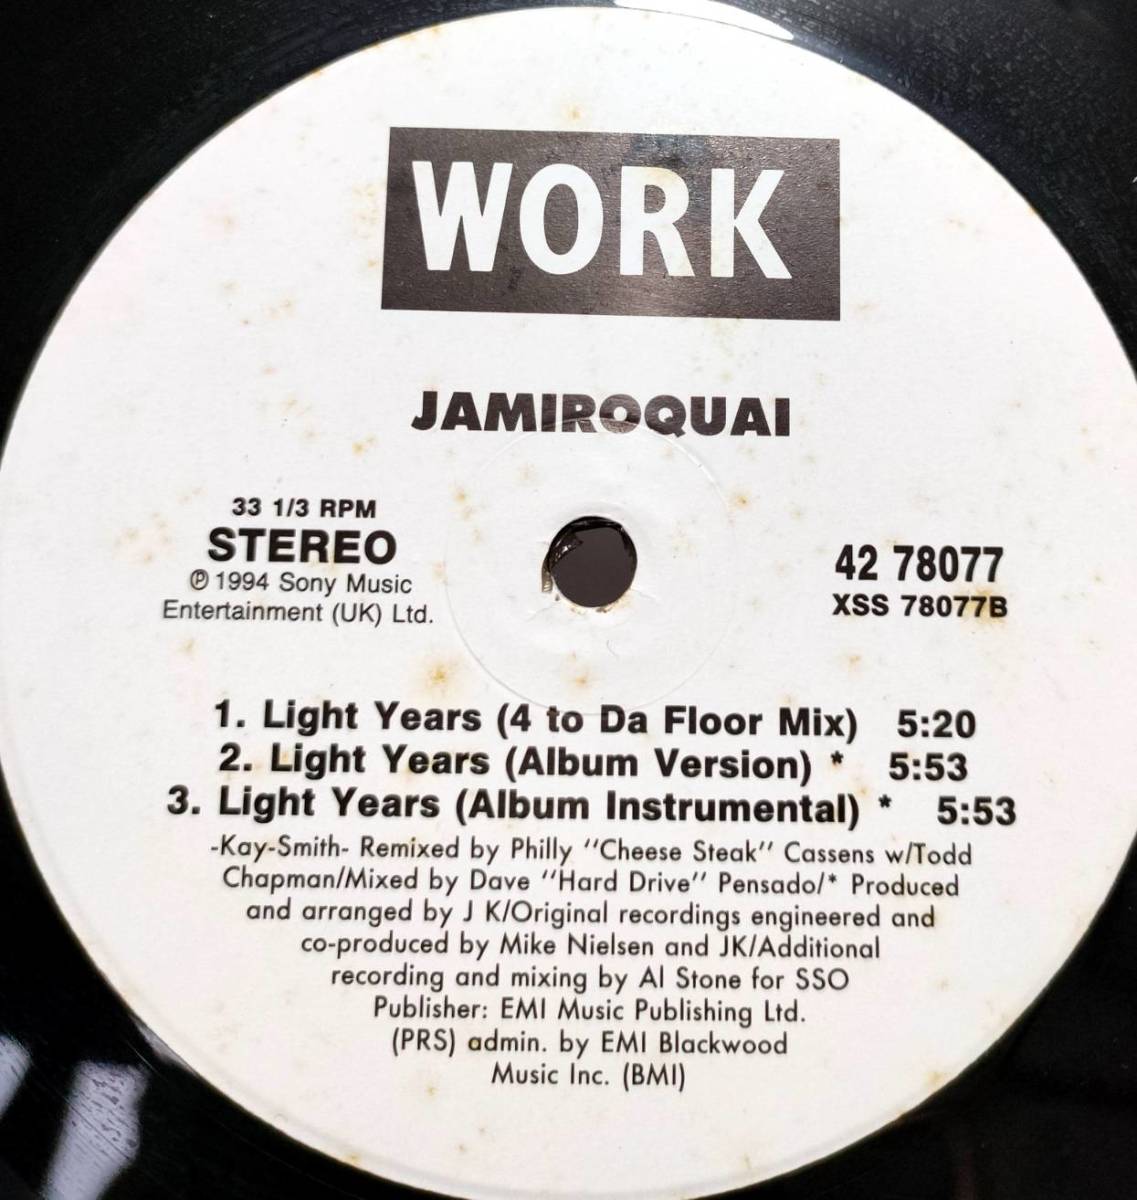 WORK
JAMIROQUAI
33 1/3 RPM
STEREO
℗ 1994 Sony Music
Entertainment (UK) Ltd.
42 78077
XSS 78077B
1. Light Years (4 to Da Floor Mix) 5:20
2. Light Years (Album Version) * 5:53
3. Light Years (Album Instrumental) * 5:53
-Kay-Smith- Remixed by Philly "Cheese Steak" Cassens w/Todd
Chapman/Mixed by Dave "Hard Drive" Pensado/* Produced
and arranged by J K/Original recordings engineered and
co-produced by Mike Nielsen and JK/Additional
recording and mixing by Al Stone for SSO
Publisher: EMI Music Publishing Ltd.
(PRS) admin. by EMI Blackwood
Music Inc. (BMI)